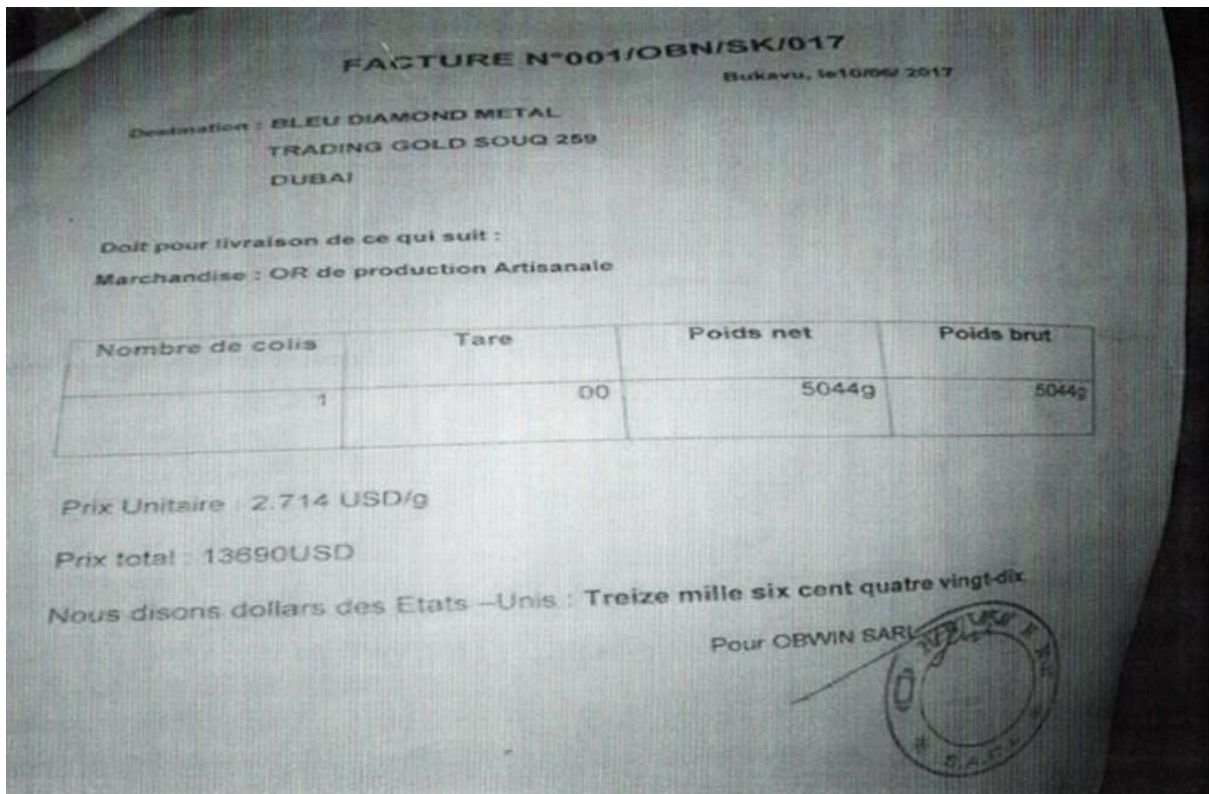 FACTURE N°001/OBN/SK/017
Bukavu, le10/06/ 2017
Destination : BLEU DIAMOND METAL
TRADING GOLD SOUQ 259
DUBAI
Doit pour livraison de ce qui suit :
Marchandise : OR de production Artisanale
Nombre de colis Tare Poids net Poids brut
1 00 5044g 5044g
Prix Unitaire : 2.714 USD/g
Prix total : 13690USD
Nous disons dollars des Etats –Unis : Treize mille six cent quatre vingt-dix
Pour OBWIN SARL
S.A.R.L